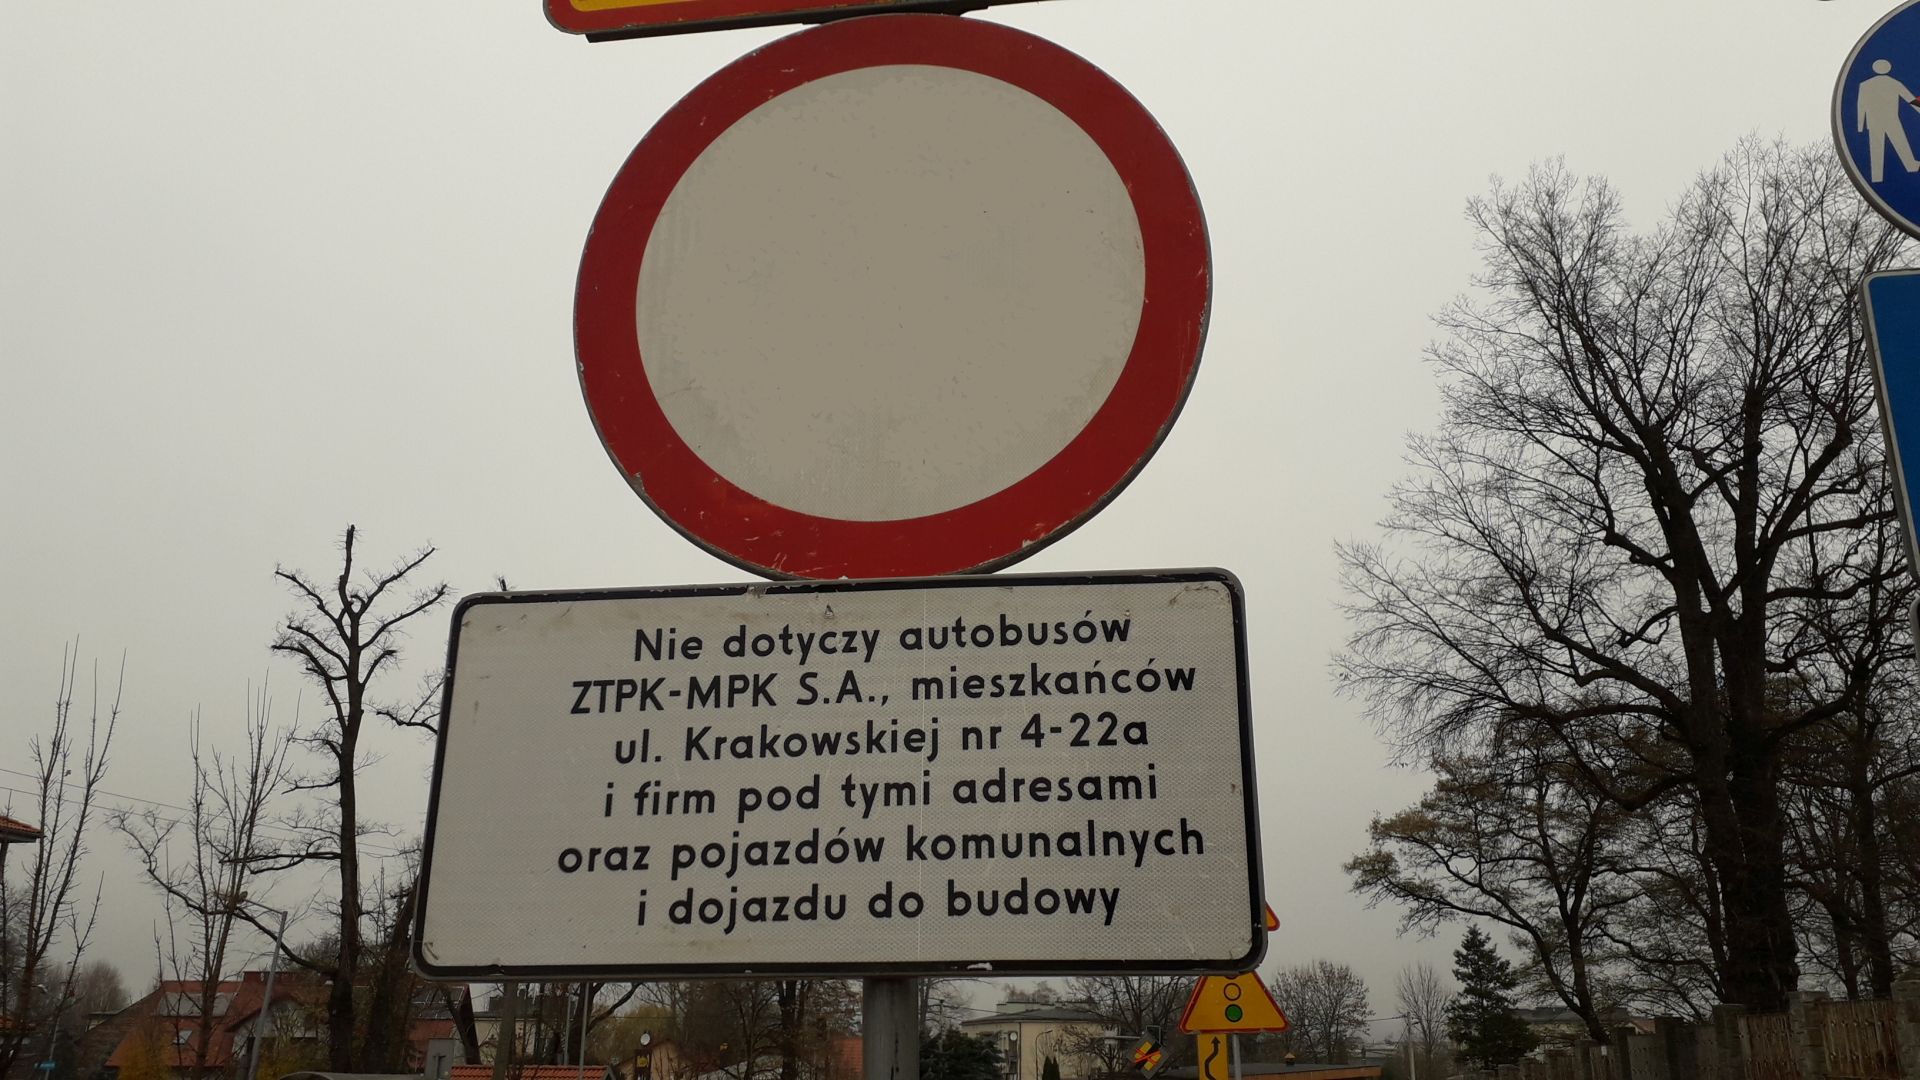 Nie dotyczy autobusów
ZTPK-MPK S.A., mieszkańców
ul. Krakowskiej nr 4-22a
i firm pod tymi adresami
oraz pojazdów komunalnych
i dojazdu do budowy